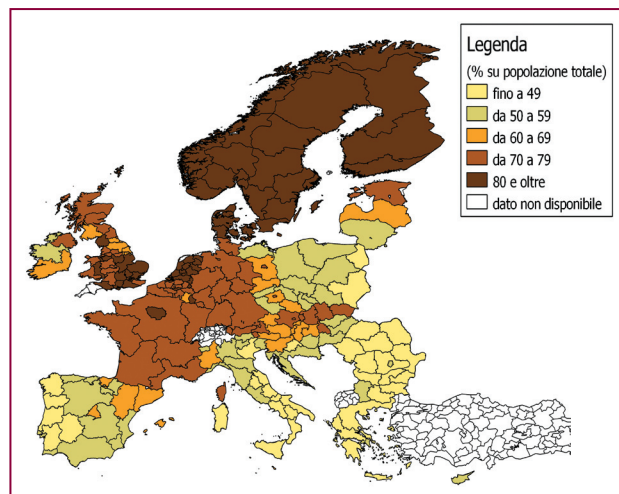 Legenda
(% su popolazione totale)
fino a 49
da 50 a 59
da 60 a 69
da 70 a 79
80 e oltre
dato non disponibile